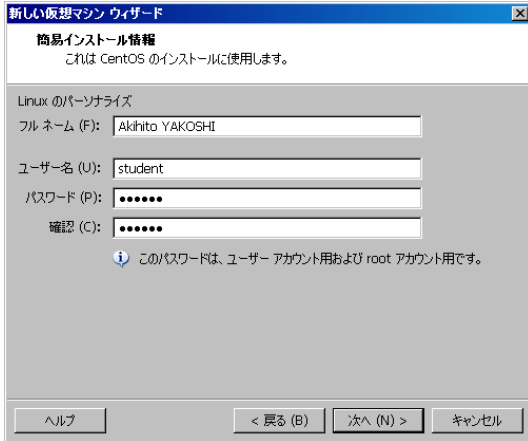 新しい仮想マシン ウィザード
簡易インストール情報
これは CentOS のインストールに使用します。
Linux のパーソナライズ
フル ネーム (F): Akihito YAKOSHI
ユーザー名 (U): student
パスワード (P): ●●●●●●
確認 (C): ●●●●●●
このパスワードは、ユーザー アカウント用および root アカウント用です。
ヘルプ < 戻る (B) 次へ (N) > キャンセル